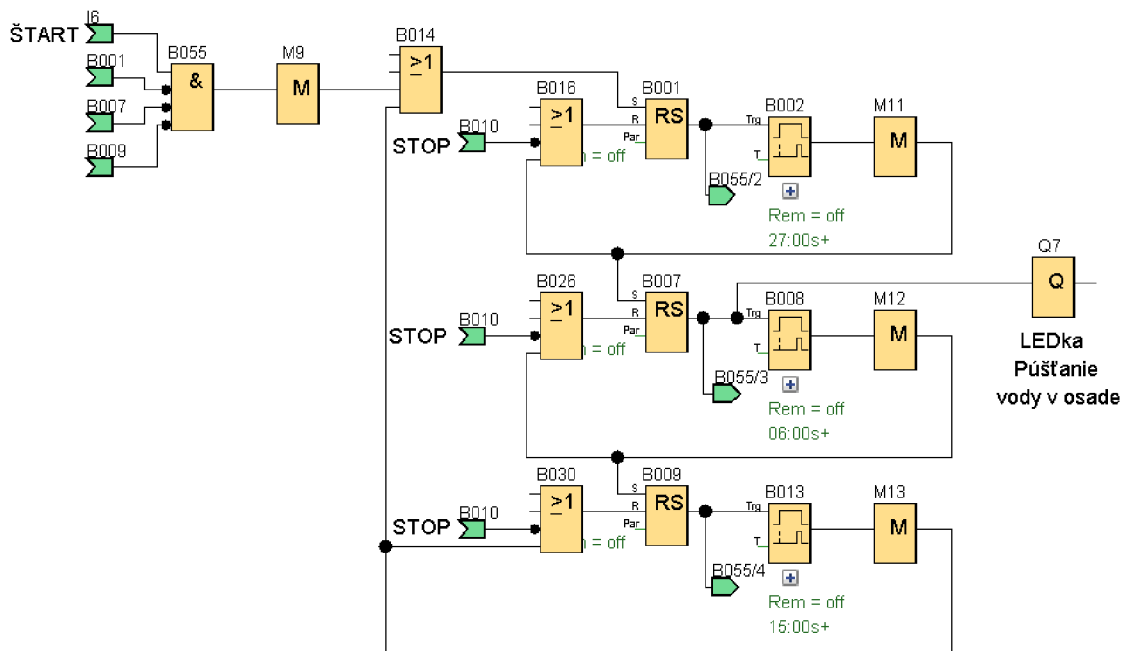 I6
ŠTART
B001
B007
B009
B055
&
M9
M
B014
>1
B016
>1
B010
STOP
n = off
B001
S
R
Par
RS
B055/2
B002
Trg
T
Rem = off
27:00s+
M11
M
B026
>1
B010
STOP
n = off
B007
S
R
Par
RS
B055/3
B008
Trg
T
Rem = off
06:00s+
M12
M
Q7
Q
LEDka
Púšťanie
vody v osade
B030
>1
B010
STOP
n = off
B009
S
R
Par
RS
B055/4
B013
Trg
T
Rem = off
15:00s+
M13
M